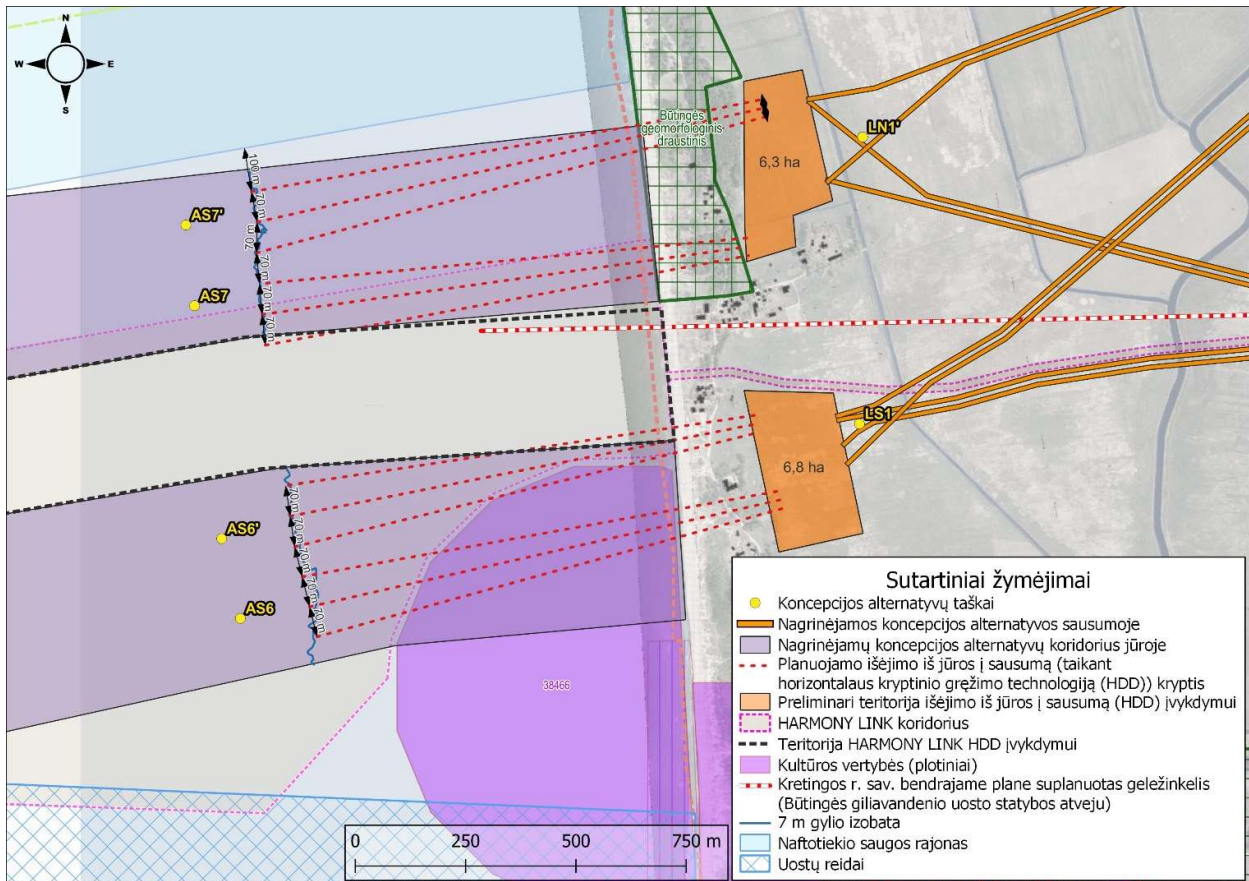 N
W E
S
Būtingės
geomorfologinis
draustinis
6,3 ha
LN1'
100 m
70 m
70 m
70 m
70 m
70 m
AS7'
AS7
LS1
6,8 ha
70 m
70 m
70 m
70 m
70 m
AS6'
AS6
38466
0 250 500 750 m
Sutartiniai žymėjimai
Koncepcijos alternatyvų taškai
Nagrinėjamos koncepcijos alternatyvos sausumoje
Nagrinėjamų koncepcijos alternatyvų koridorius jūroje
Planuojamo išėjimo iš jūros į sausumą (taikant
horizontalaus kryptinio gręžimo technologiją (HDD)) kryptis
Preliminari teritorija išėjimo iš jūros į sausumą (HDD) įvykdymui
HARMONY LINK koridorius
Teritorija HARMONY LINK HDD įvykdymui
Kultūros vertybės (plotiniai)
Kretingos r. sav. bendrajame plane suplanuotas geležinkelis
(Būtingės giliavandenio uosto statybos atveju)
7 m gylio izobata
Naftotiekio saugos rajonas
Uostų reidai